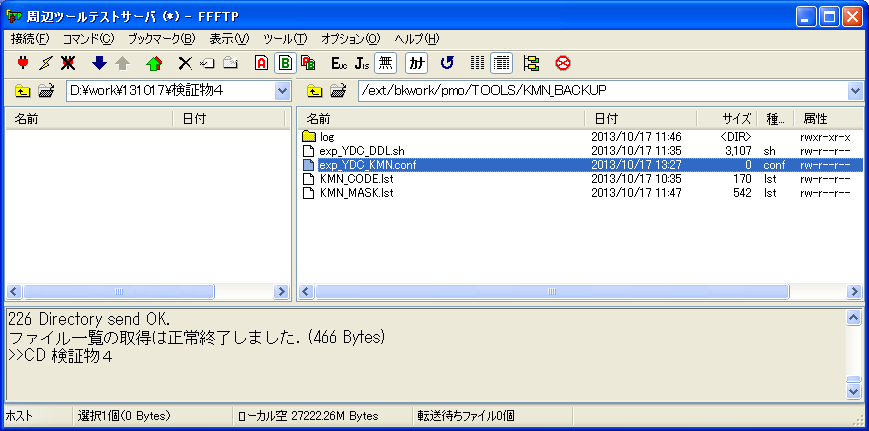 周辺ツールテストサーバ (*) - FFFTP
接続(F) コマンド(C) ブックマーク(B) 表示(V) ツール(T) オプション(O) ヘルプ(H)
A B B EUC JIS 無 カナ
D:¥work¥131017¥検証物4 /ext/bkwork/pmo/TOOLS/KMN_BACKUP
名前 日付 名前 日付 サイズ 種... 属性
log 2013/10/17 11:46 <DIR> rwxr-xr-x
exp_YDC_DDL.sh 2013/10/17 11:35 3,107 sh rw-r--r--
exp_YDC_KMN.conf 2013/10/17 13:27 0 conf rw-r--r--
KMN_CODE.lst 2013/10/17 10:35 170 lst rw-r--r--
KMN_MASK.lst 2013/10/17 11:47 542 lst rw-r--r--
226 Directory send OK.
ファイル一覧の取得は正常終了しました. (466 Bytes)
>>CD 検証物４
ホスト 選択1個(0 Bytes) ローカル空 27222.26M Bytes 転送待ちファイル0個